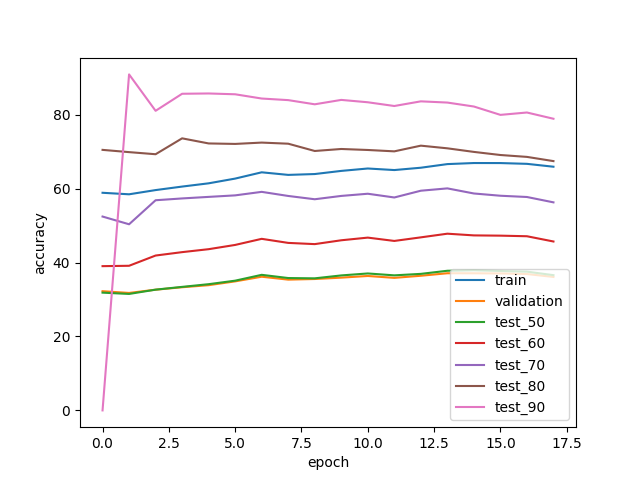 80
60
40
20
0
accuracy
0.0 2.5 5.0 7.5 10.0 12.5 15.0 17.5
epoch
train
validation
test_50
test_60
test_70
test_80
test_90